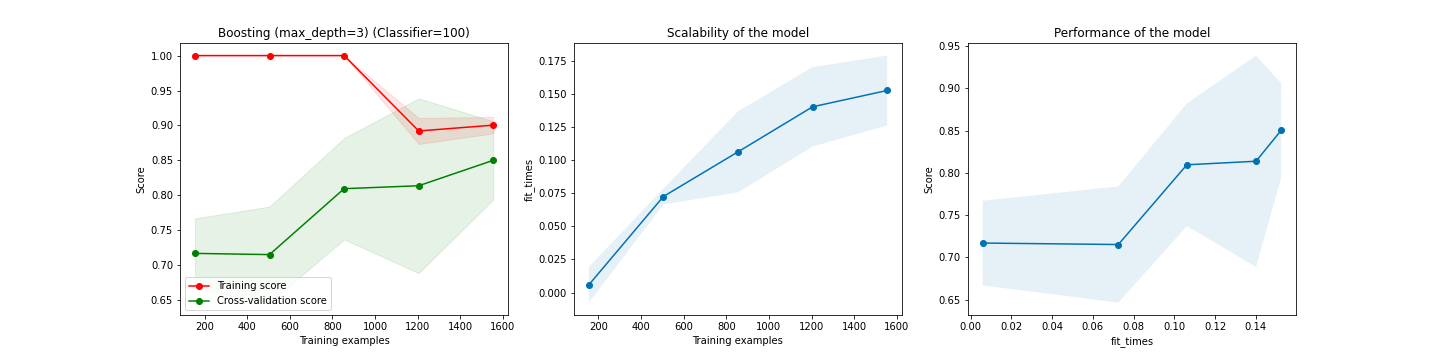 Boosting (max_depth=3) (Classifier=100)
1.00
0.95
0.90
0.85
0.80
0.75
0.70
0.65
Score
Training score
Cross-validation score
200 400 600 800 1000 1200 1400 1600
Training examples
Scalability of the model
0.175
0.150
0.125
0.100
0.075
0.050
0.025
0.000
fit_times
200 400 600 800 1000 1200 1400 1600
Training examples
Performance of the model
0.95
0.90
0.85
0.80
0.75
0.70
0.65
Score
0.00 0.02 0.04 0.06 0.08 0.10 0.12 0.14
fit_times